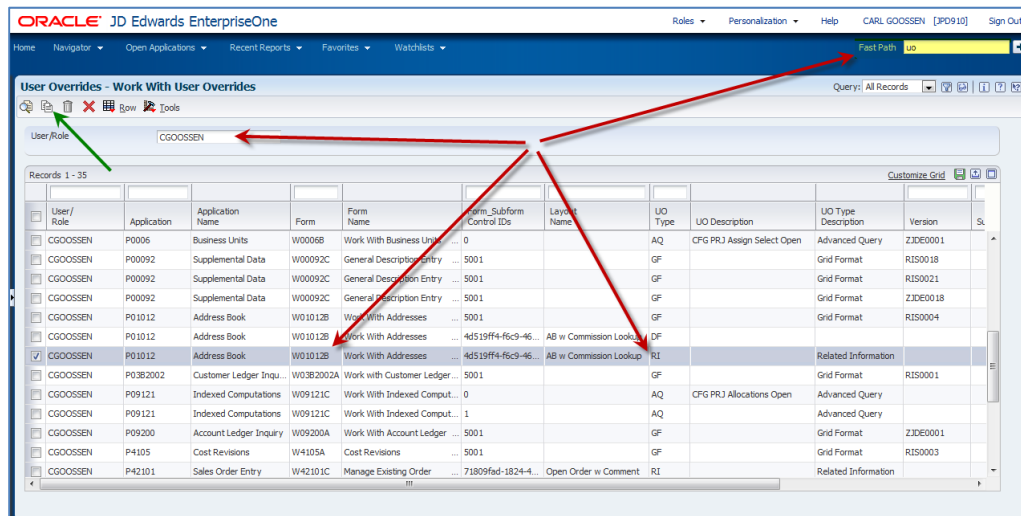 ORACLE JD Edwards EnterpriseOne Roles Personalization Help CARL GOOSSEN [JPD910] Sign Out
Home Navigator Open Applications Recent Reports Favorites Watchlists Fast Path uo
User Overrides - Work With User Overrides Query: All Records
Row Tools
User/Role CGOOSSEN
Records 1 - 35 Customize Grid
User/ Role Application Application Name Form Form Name Form_Subform Control IDs Layout Name UO Type UO Description UO Type Description Version
CGOOSSEN P0006 Business Units W0006B Work With Business Units ... 0 AQ CFG PRJ Assign Select Open Advanced Query ZJDE0001
CGOOSSEN P00092 Supplemental Data W00092C General Description Entry ... 5001 GF Grid Format RIS0018
CGOOSSEN P00092 Supplemental Data W00092C General Description Entry ... 5001 GF Grid Format RIS0021
CGOOSSEN P00092 Supplemental Data W00092C General Description Entry ... 5001 GF Grid Format ZJDE0018
CGOOSSEN P01012 Address Book W01012B Work With Addresses ... 5001 GF Grid Format RIS0004
CGOOSSEN P01012 Address Book W01012B Work With Addresses ... 4d519ff4-f6c9-46... AB w Commission Lookup DF
CGOOSSEN P01012 Address Book W01012B Work With Addresses ... 4d519ff4-f6c9-46... AB w Commission Lookup RI Related Information
CGOOSSEN P03B2002 Customer Ledger Inqu... W03B2002A Work with Customer Ledger... 5001 GF Grid Format RIS0001
CGOOSSEN P09121 Indexed Computations W09121C Work With Indexed Comput... 0 AQ CFG PRJ Allocations Open Advanced Query
CGOOSSEN P09121 Indexed Computations W09121C Work With Indexed Comput... 1 AQ Advanced Query
CGOOSSEN P09200 Account Ledger Inquiry W09200A Work With Account Ledger ... 5001 GF Grid Format ZJDE0001
CGOOSSEN P4105 Cost Revisions W4105A Cost Revisions ... 5001 GF Grid Format RIS0003
CGOOSSEN P42101 Sales Order Entry W42101C Manage Existing Order ... 71809fad-1824-4... Open Order w Comment RI Related Information